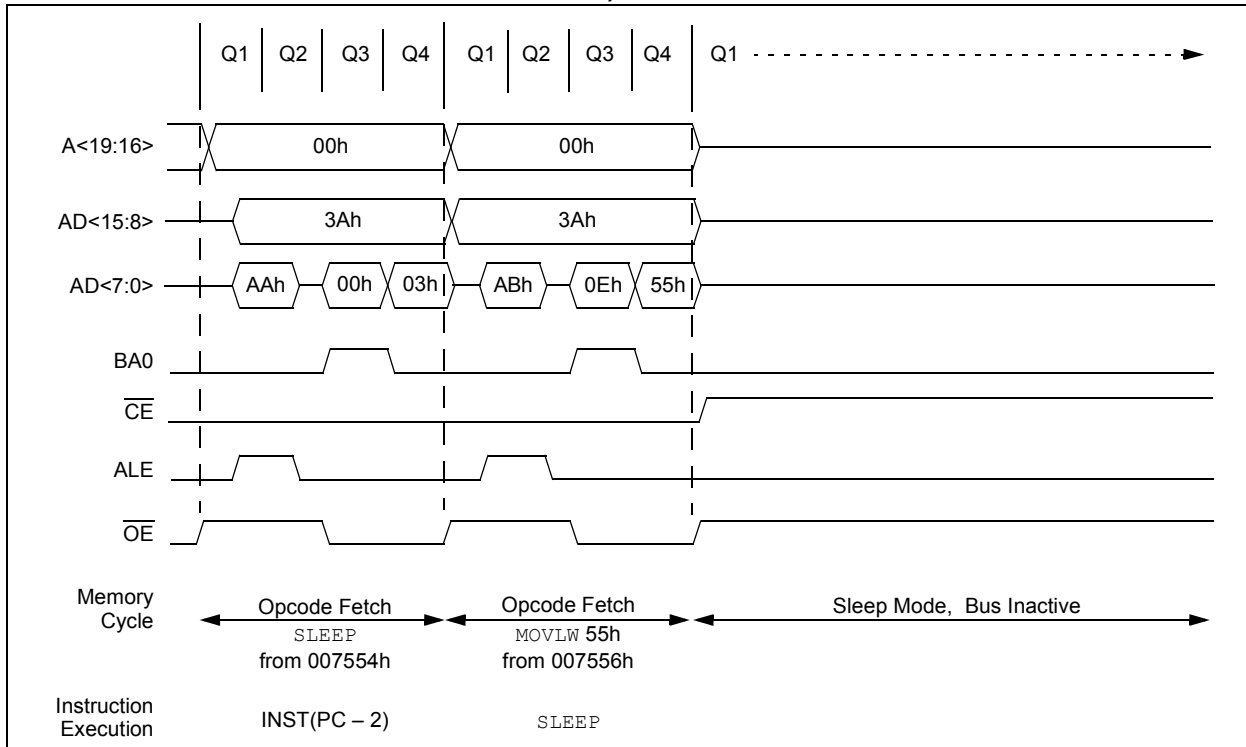 Q1 Q2 Q3 Q4 Q1 Q2 Q3 Q4 Q1
A<19:16> 00h 00h
AD<15:8> 3Ah 3Ah
AD<7:0> AAh 00h 03h ABh 0Eh 55h
BA0
CE
ALE
OE
Memory
Cycle
Opcode Fetch
SLEEP
from 007554h
Opcode Fetch
MOVLW 55h
from 007556h
Sleep Mode, Bus Inactive
Instruction
Execution
INST(PC – 2)
SLEEP